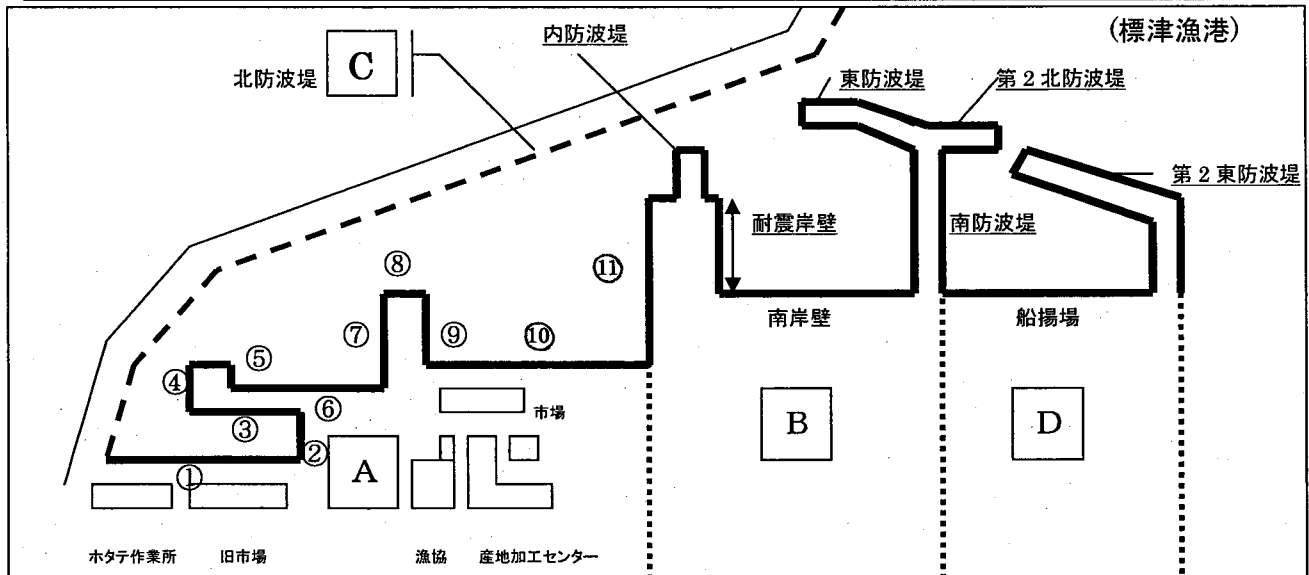 (標津漁港)
内防波堤
北防波堤
C
東防波堤
第2北防波堤
第2東防波堤
耐震岸壁
南防波堤
⑧
⑪
⑦
⑨
⑩
南岸壁
船揚場
⑤
④
⑥
③
②
①
市場
A
B
D
ホタテ作業所
旧市場
漁協
産地加工センター